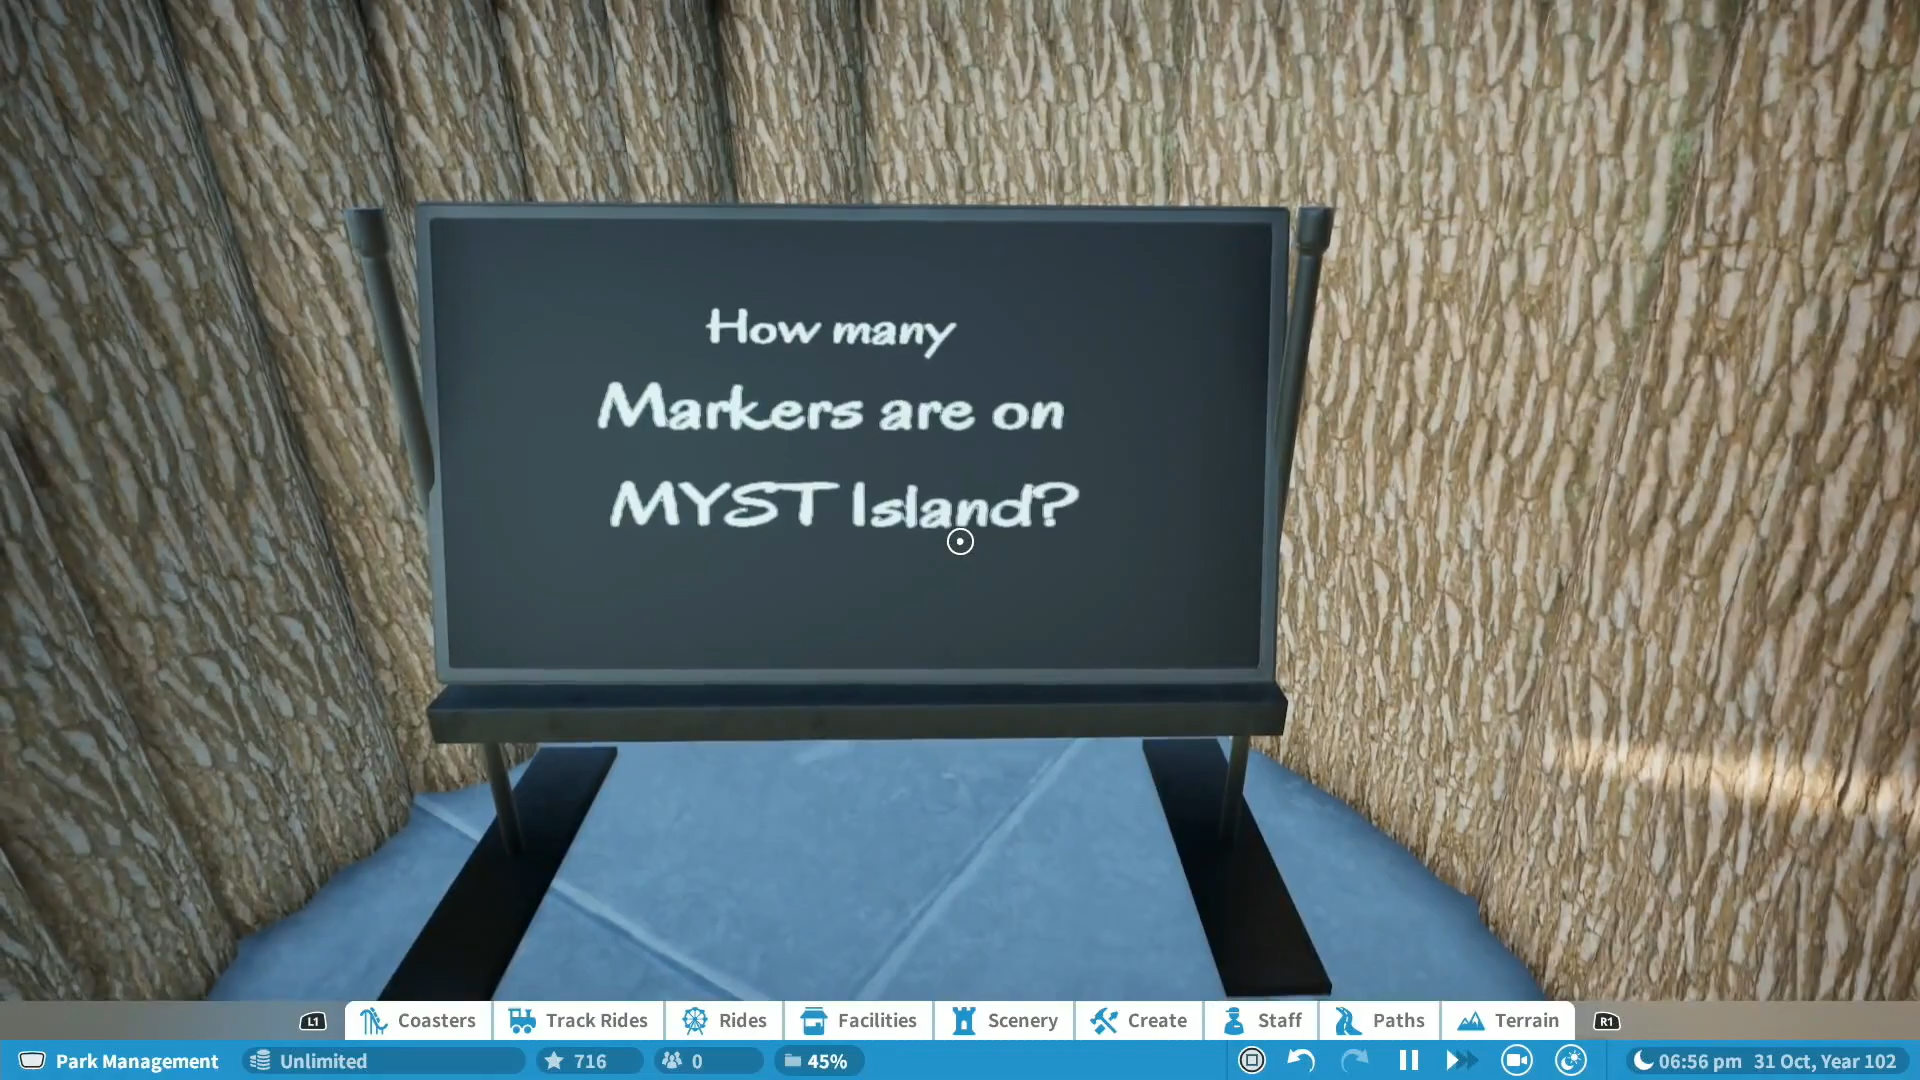 How many
Markers are on
MYST Island?
L1 Coasters Track Rides Rides Facilities Scenery Create Staff Paths Terrain R1
Park Management Unlimited 716 0 45% 06:56 pm 31 Oct, Year 102